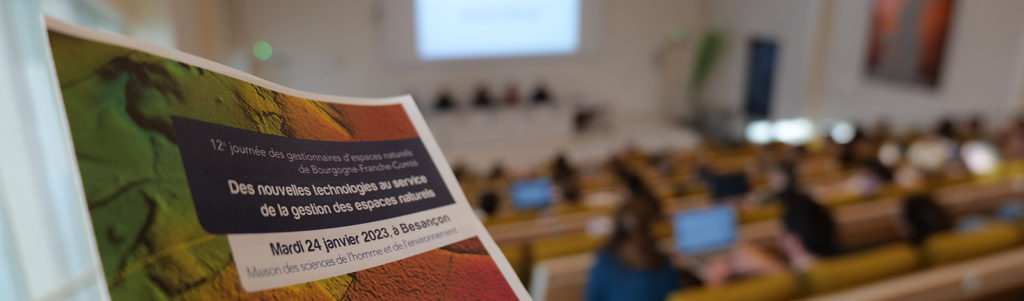 12e journée des gestionnaires d'espaces naturels
de Bourgogne-Franche-Comté
Des nouvelles technologies au service
de la gestion des espaces naturels
Mardi 24 janvier 2023, à Besançon
Maison des sciences de l'homme et de l'environnement